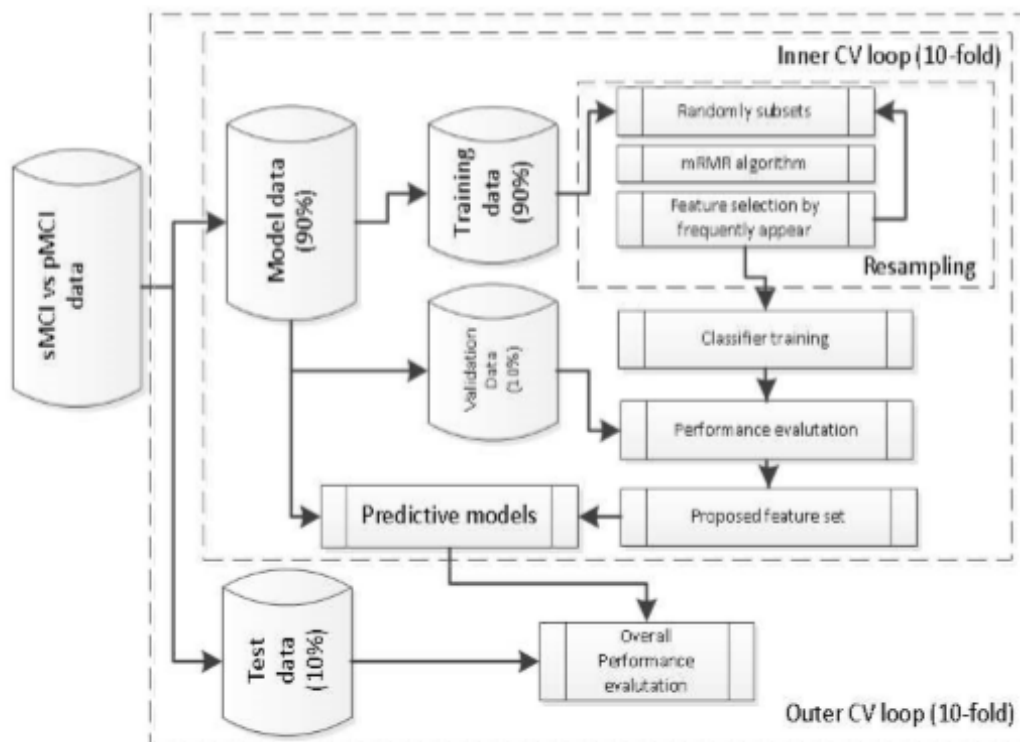 Inner CV loop (10-fold)
sMCI vs pMCI
data
Model data
(90%)
Training
data
(90%)
Randomly subsets
mRMR algorithm
Feature selection by
frequently appear
Resampling
Validation
Data
(10%)
Classifier training
Performance evalutation
Predictive models
Proposed feature set
Test
data
(10%)
Overall
Performance
evalutation
Outer CV loop (10-fold)